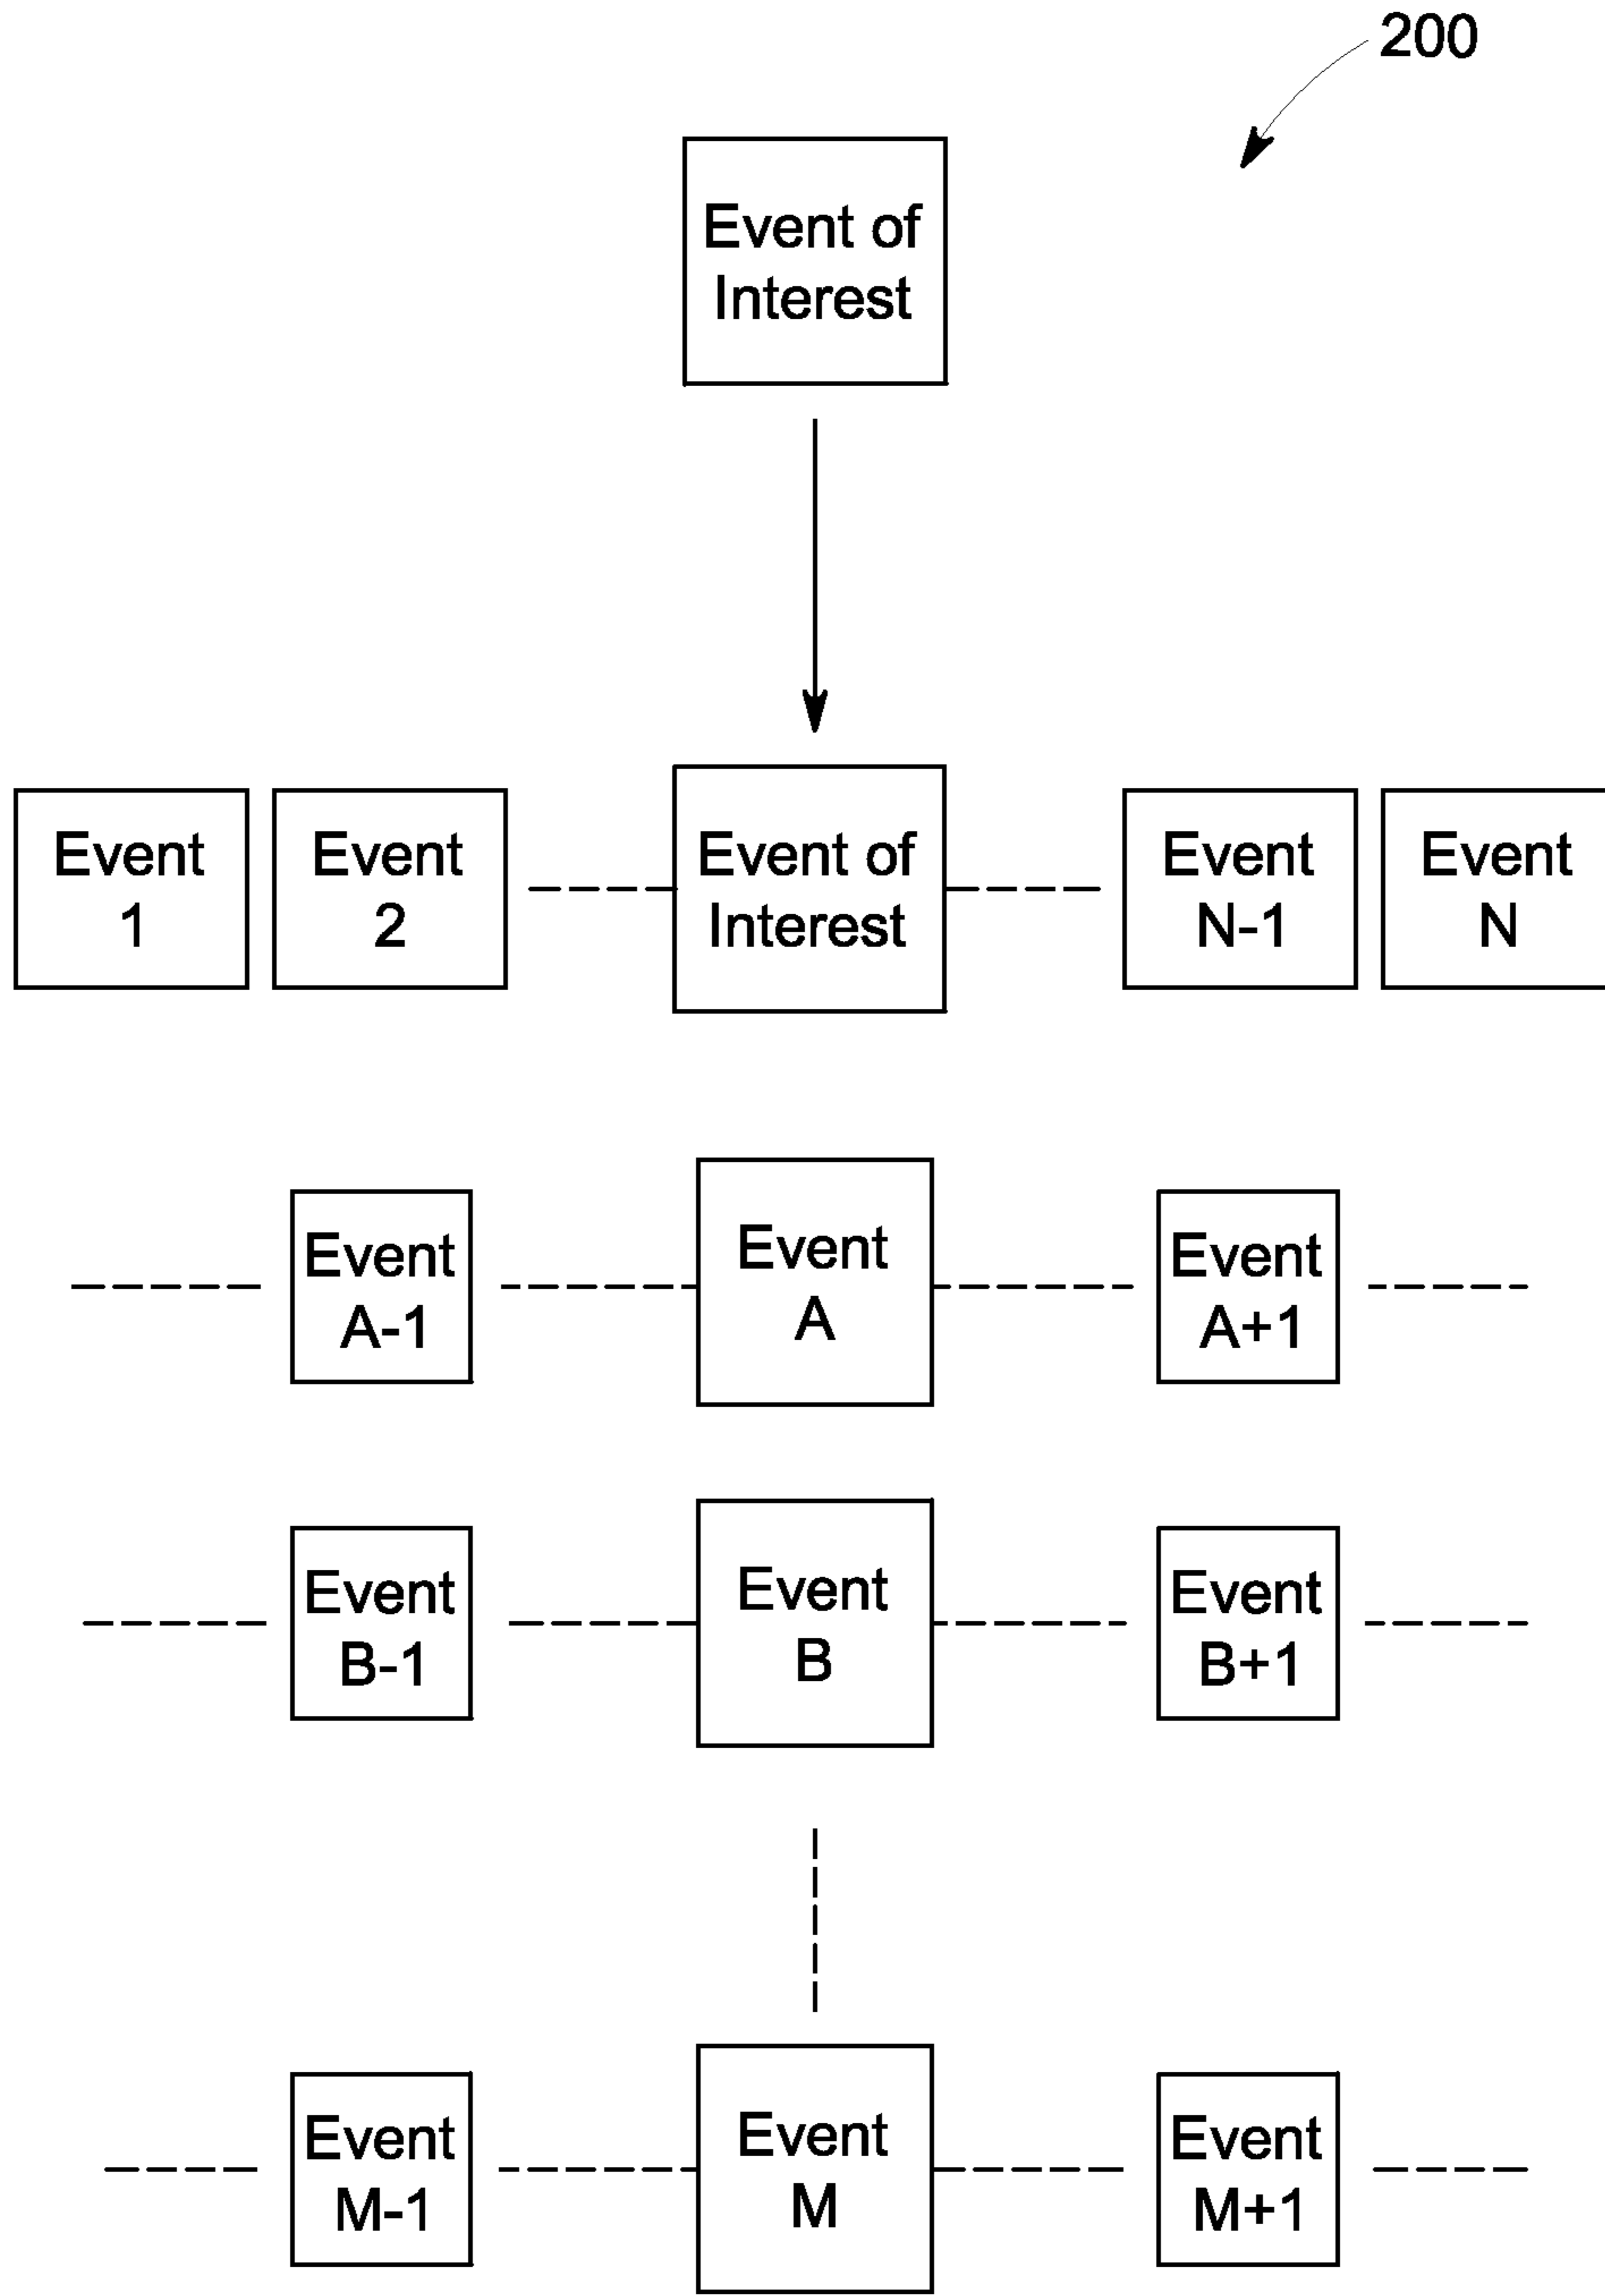 200
Event of
Interest
Event
1
Event
2
Event of
Interest
Event
N-1
Event
N
Event
A-1
Event
A
Event
A+1
Event
B-1
Event
B
Event
B+1
Event
M-1
Event
M
Event
M+1